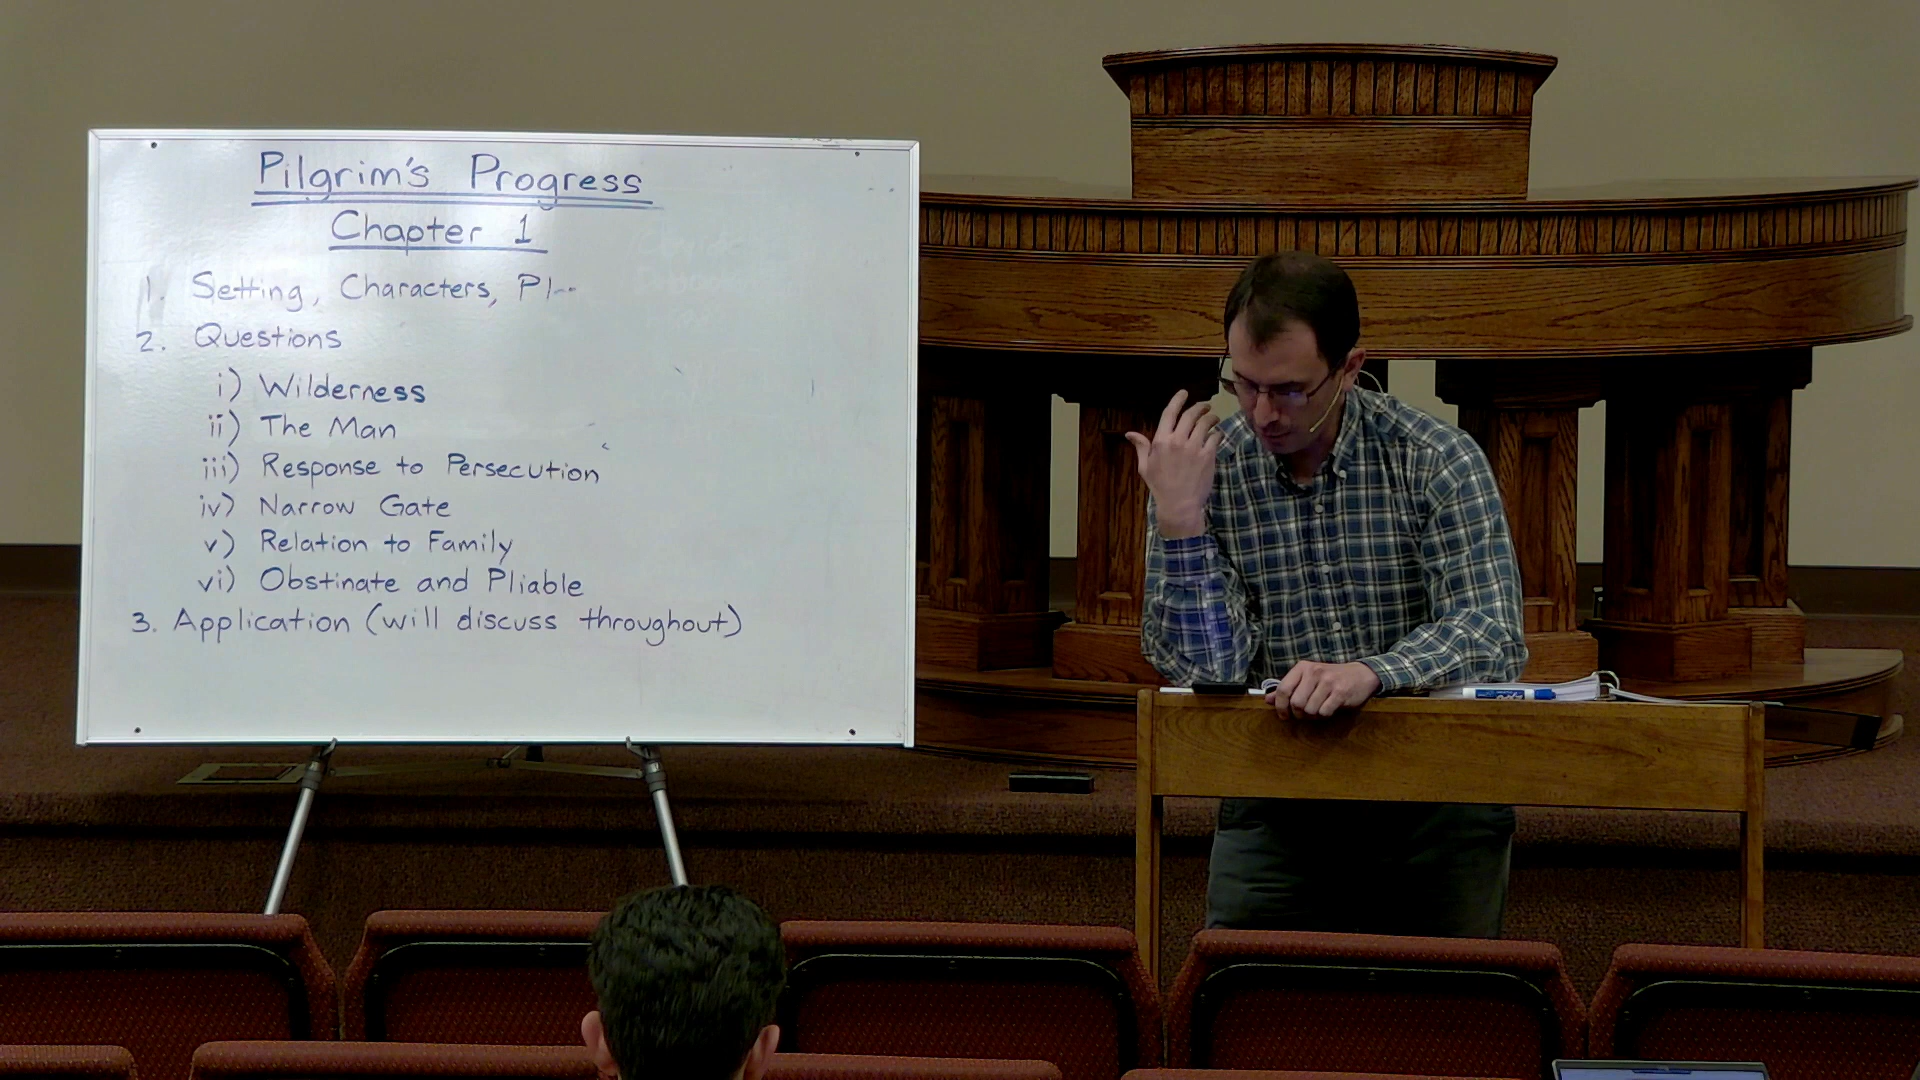 Pilgrim's Progress
Chapter 1
1. Setting, Characters,
2. Questions
i) Wilderness
ii) The Man
iii) Response to Persecution
iv) Narrow Gate
v) Relation to Family
vi) Obstinate and Pliable
3. Application (will discuss throughout)